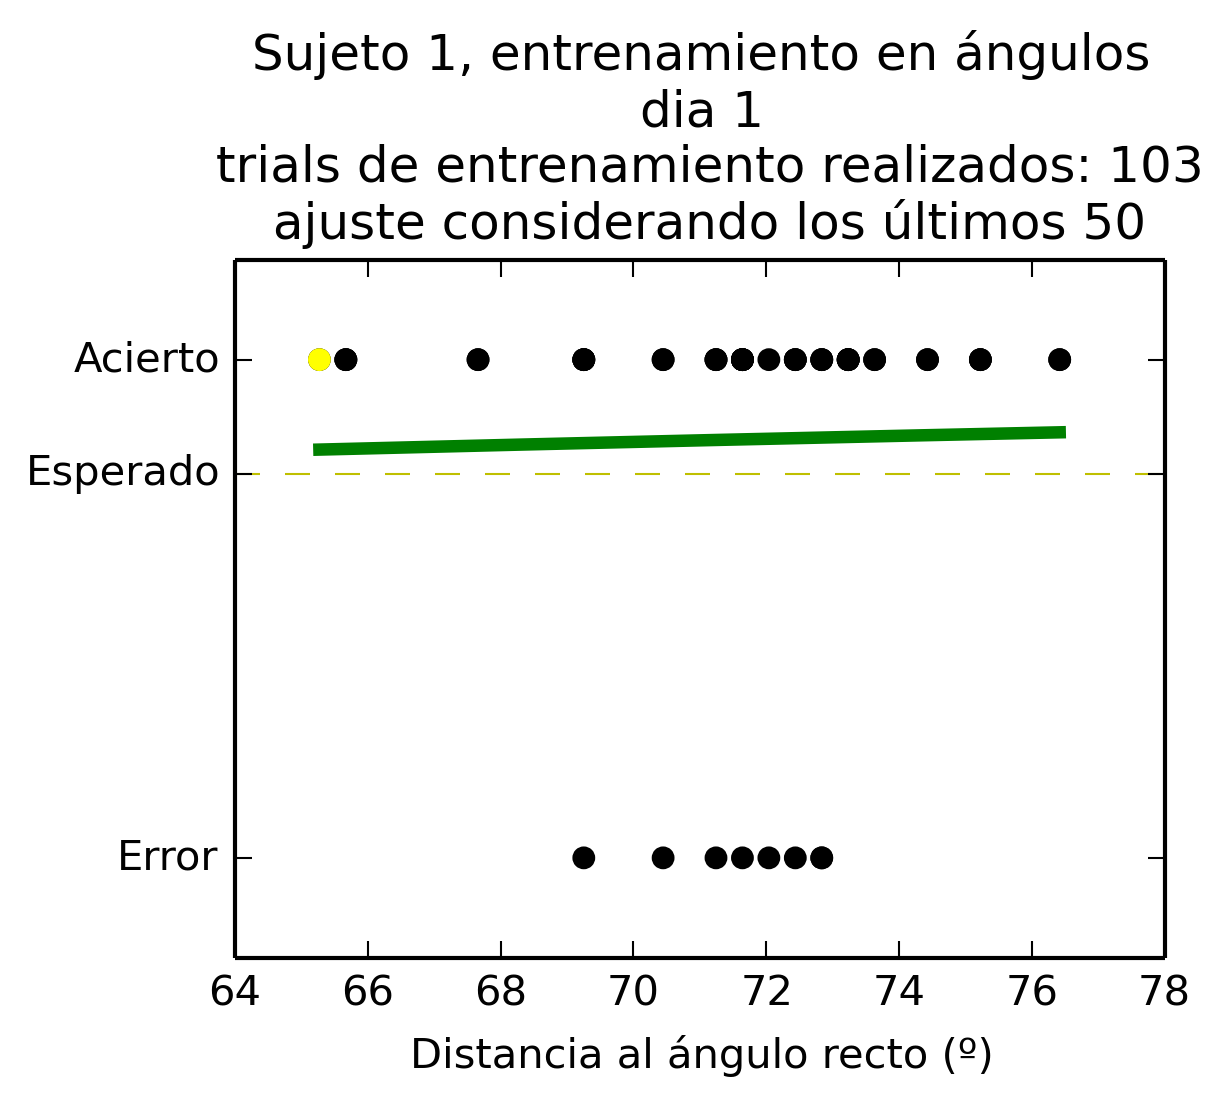 Sujeto 1, entrenamiento en ángulos
dia 1
trials de entrenamiento realizados: 103
ajuste considerando los últimos 50
Acierto
Esperado
Error
64 66 68 70 72 74 76 78
Distancia al ángulo recto (º)